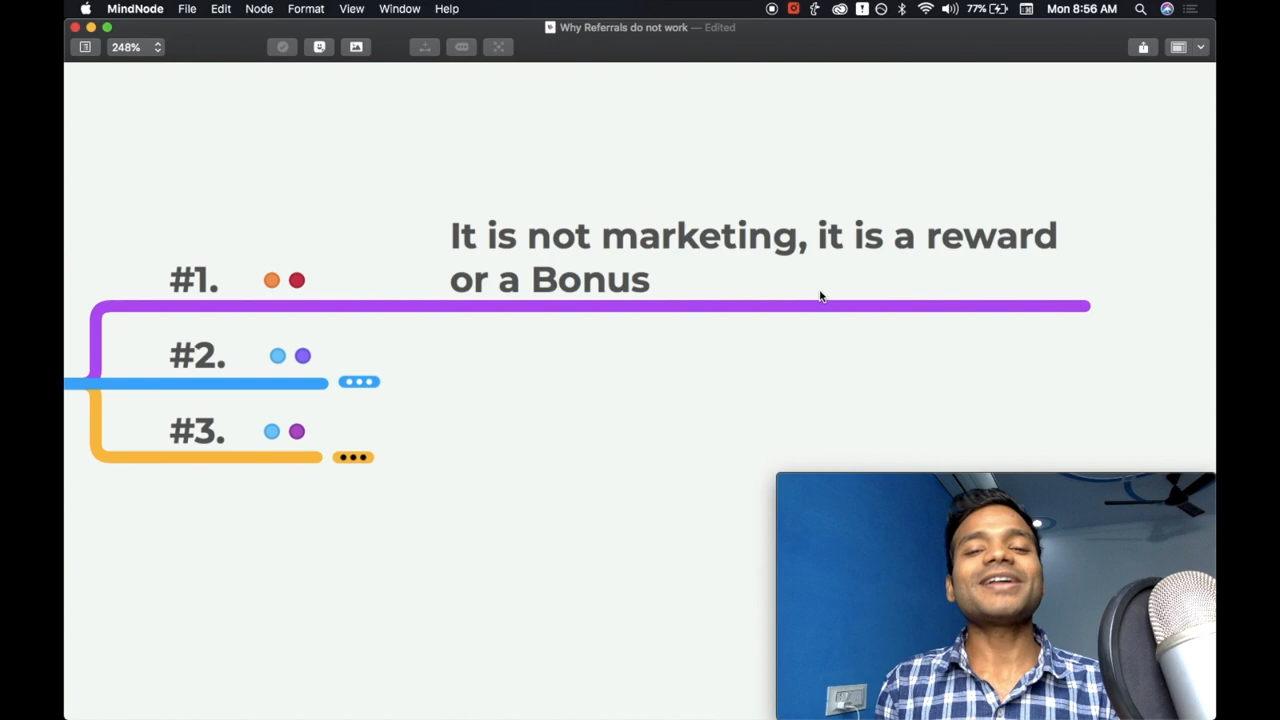 MindNode File Edit Node Format View Window Help 77% Mon 8:56 AM
Why Referrals do not work — Edited
248%
It is not marketing, it is a reward
or a Bonus
#1.
#2.
#3.